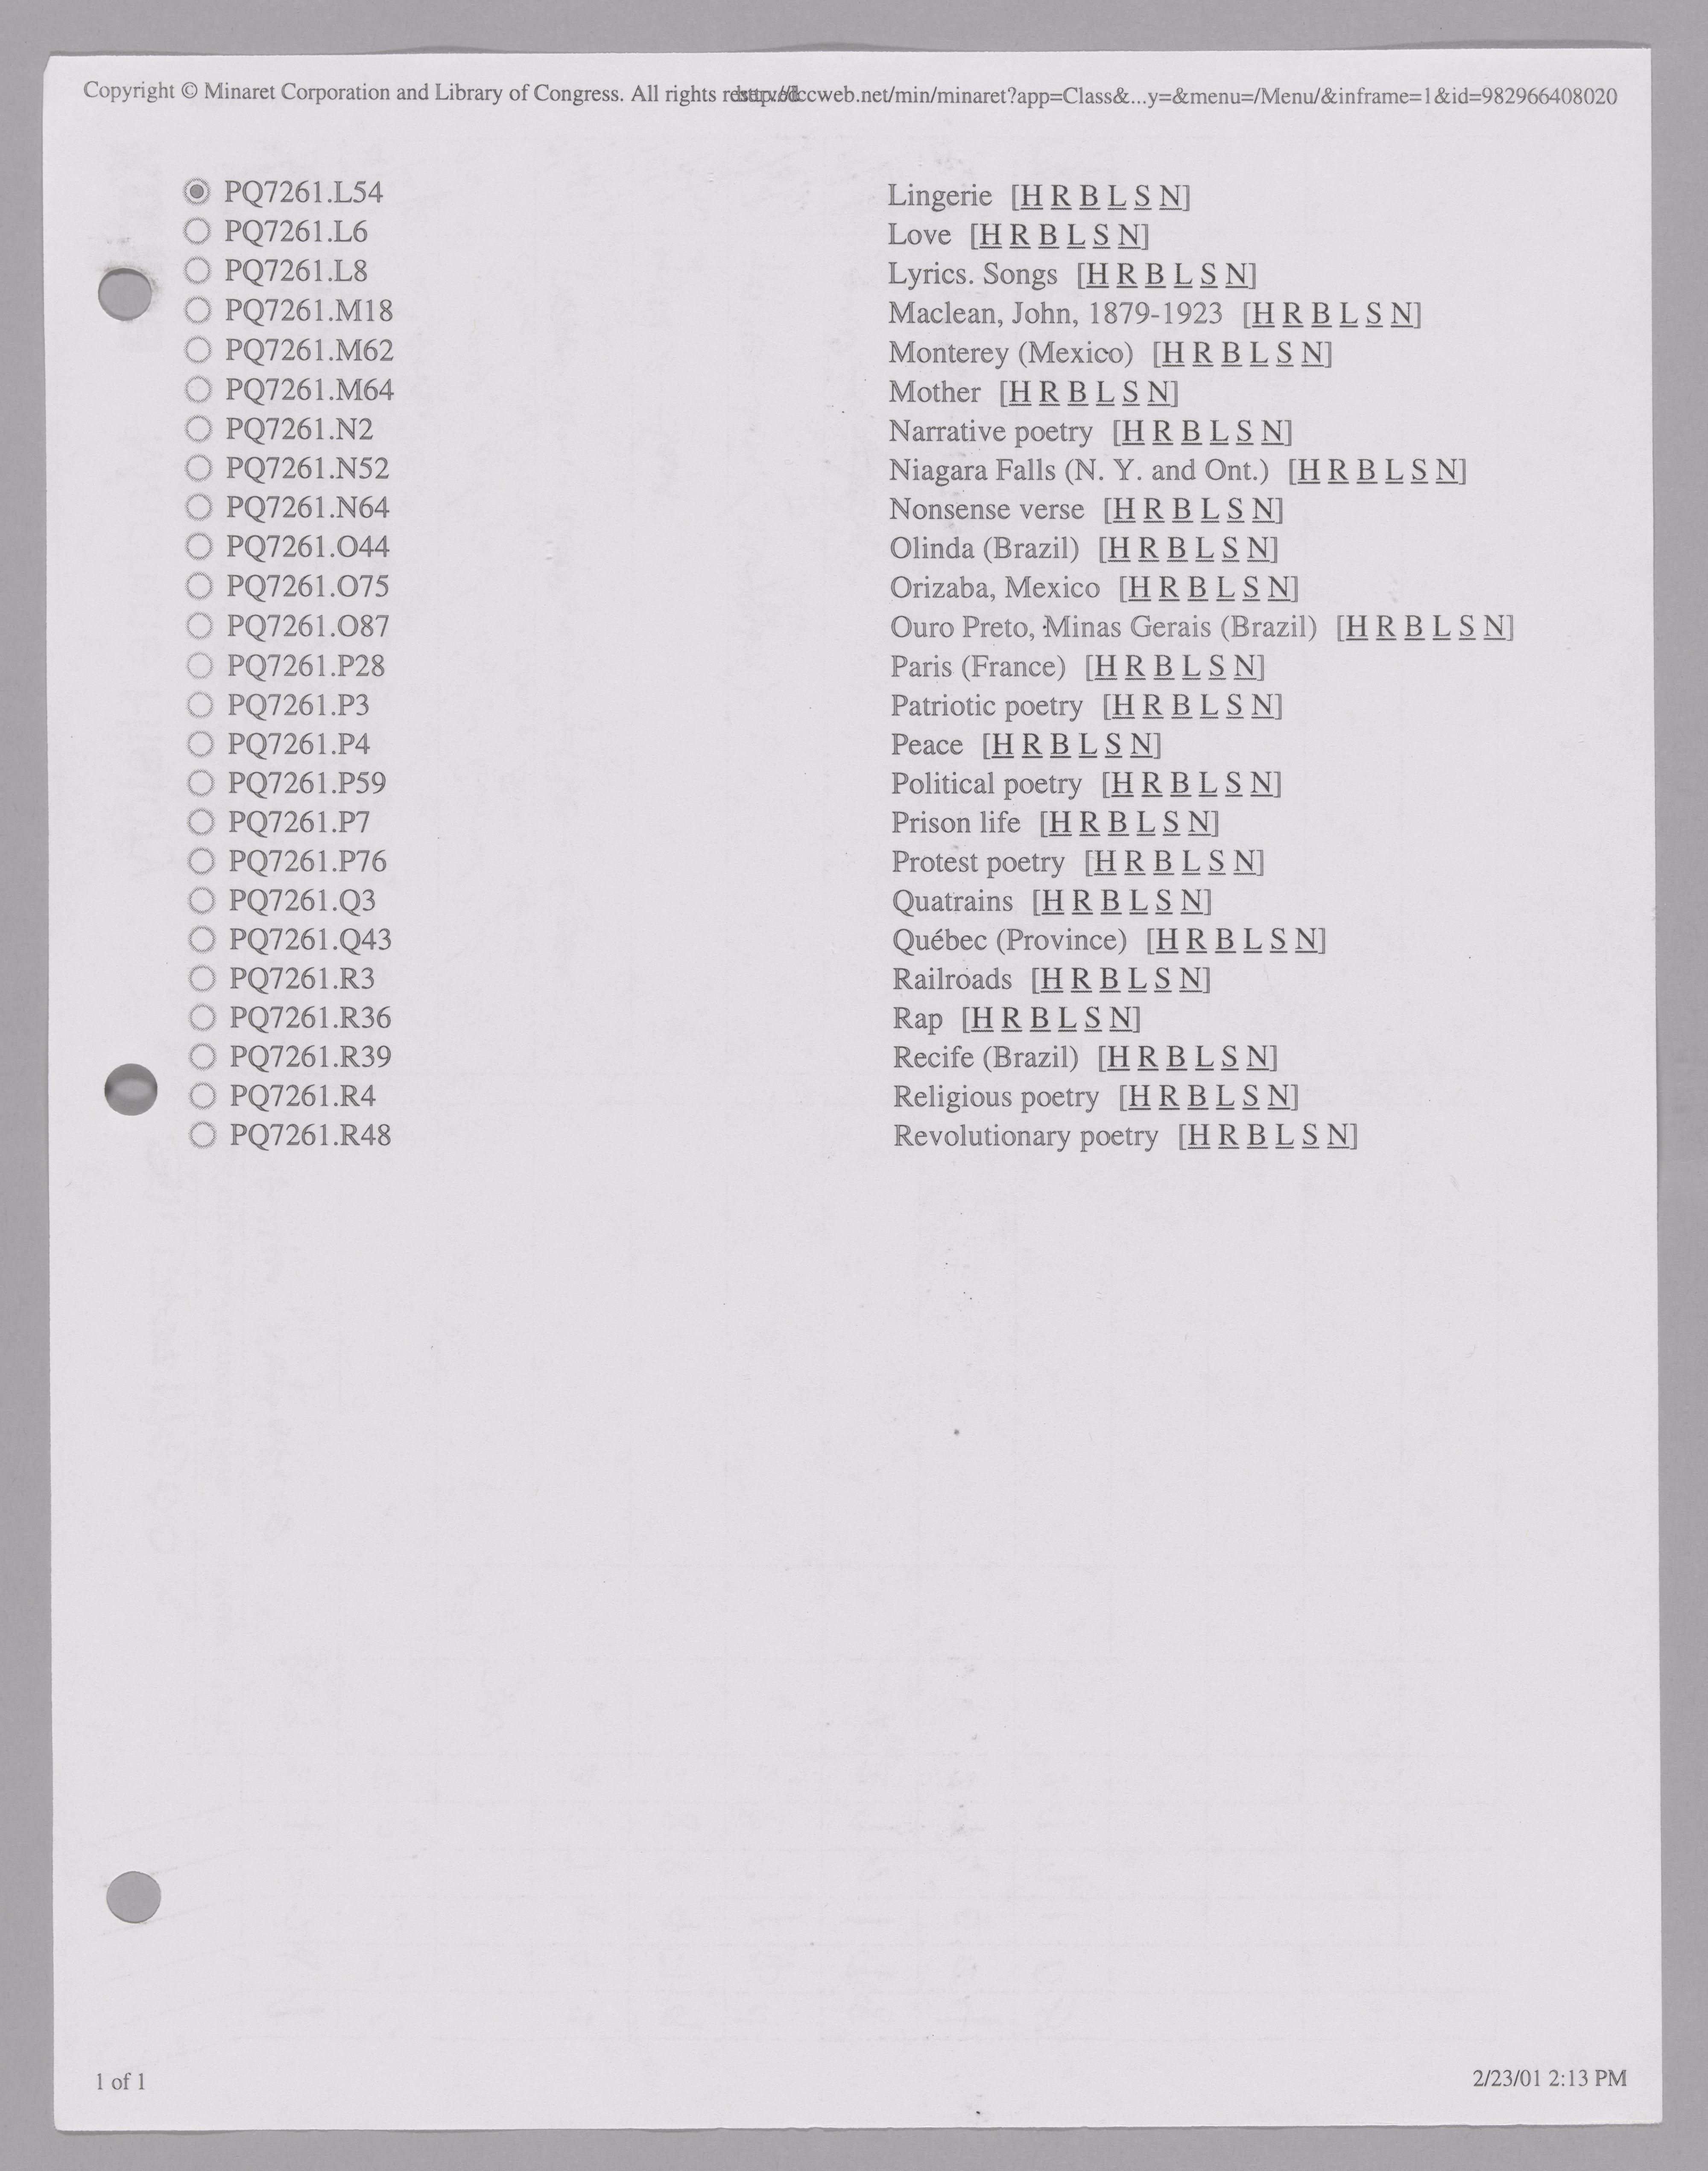 Copyright © Minaret Corporation and Library of Congress. All rights ccweb.net/min/minaret?app=Class&...y=&menu=/Menu/&inframe=1&id=982966408020
PQ7261.L54 Lingerie [H R B L S N]
PQ7261.L6 Love [H R B L S N]
PQ7261.L8 Lyrics. Songs [H R B L S N]
PQ7261.M18 Maclean, John, 1879-1923 [H R B L S N]
PQ7261.M62 Monterey (Mexico) [H R B L S N]
PQ7261.M64 Mother [H R B L S N]
PQ7261.N2 Narrative poetry [H R B L S N]
PQ7261.N52 Niagara Falls (N. Y. and Ont.) [H R B L S N]
PQ7261.N64 Nonsense verse [H R B L S N]
PQ7261.O44 Olinda (Brazil) [H R B L S N]
PQ7261.O75 Orizaba, Mexico [H R B L S N]
PQ7261.O87 Ouro Preto, Minas Gerais (Brazil) [H R B L S N]
PQ7261.P28 Paris (France) [H R B L S N]
PQ7261.P3 Patriotic poetry [H R B L S N]
PQ7261.P4 Peace [H R B L S N]
PQ7261.P59 Political poetry [H R B L S N]
PQ7261.P7 Prison life [H R B L S N]
PQ7261.P76 Protest poetry [H R B L S N]
PQ7261.Q3 Quatrains [H R B L S N]
PQ7261.Q43 Québec (Province) [H R B L S N]
PQ7261.R3 Railroads [H R B L S N]
PQ7261.R36 Rap [H R B L S N]
PQ7261.R39 Recife (Brazil) [H R B L S N]
PQ7261.R4 Religious poetry [H R B L S N]
PQ7261.R48 Revolutionary poetry [H R B L S N]
1 of 1 2/23/01 2:13 PM